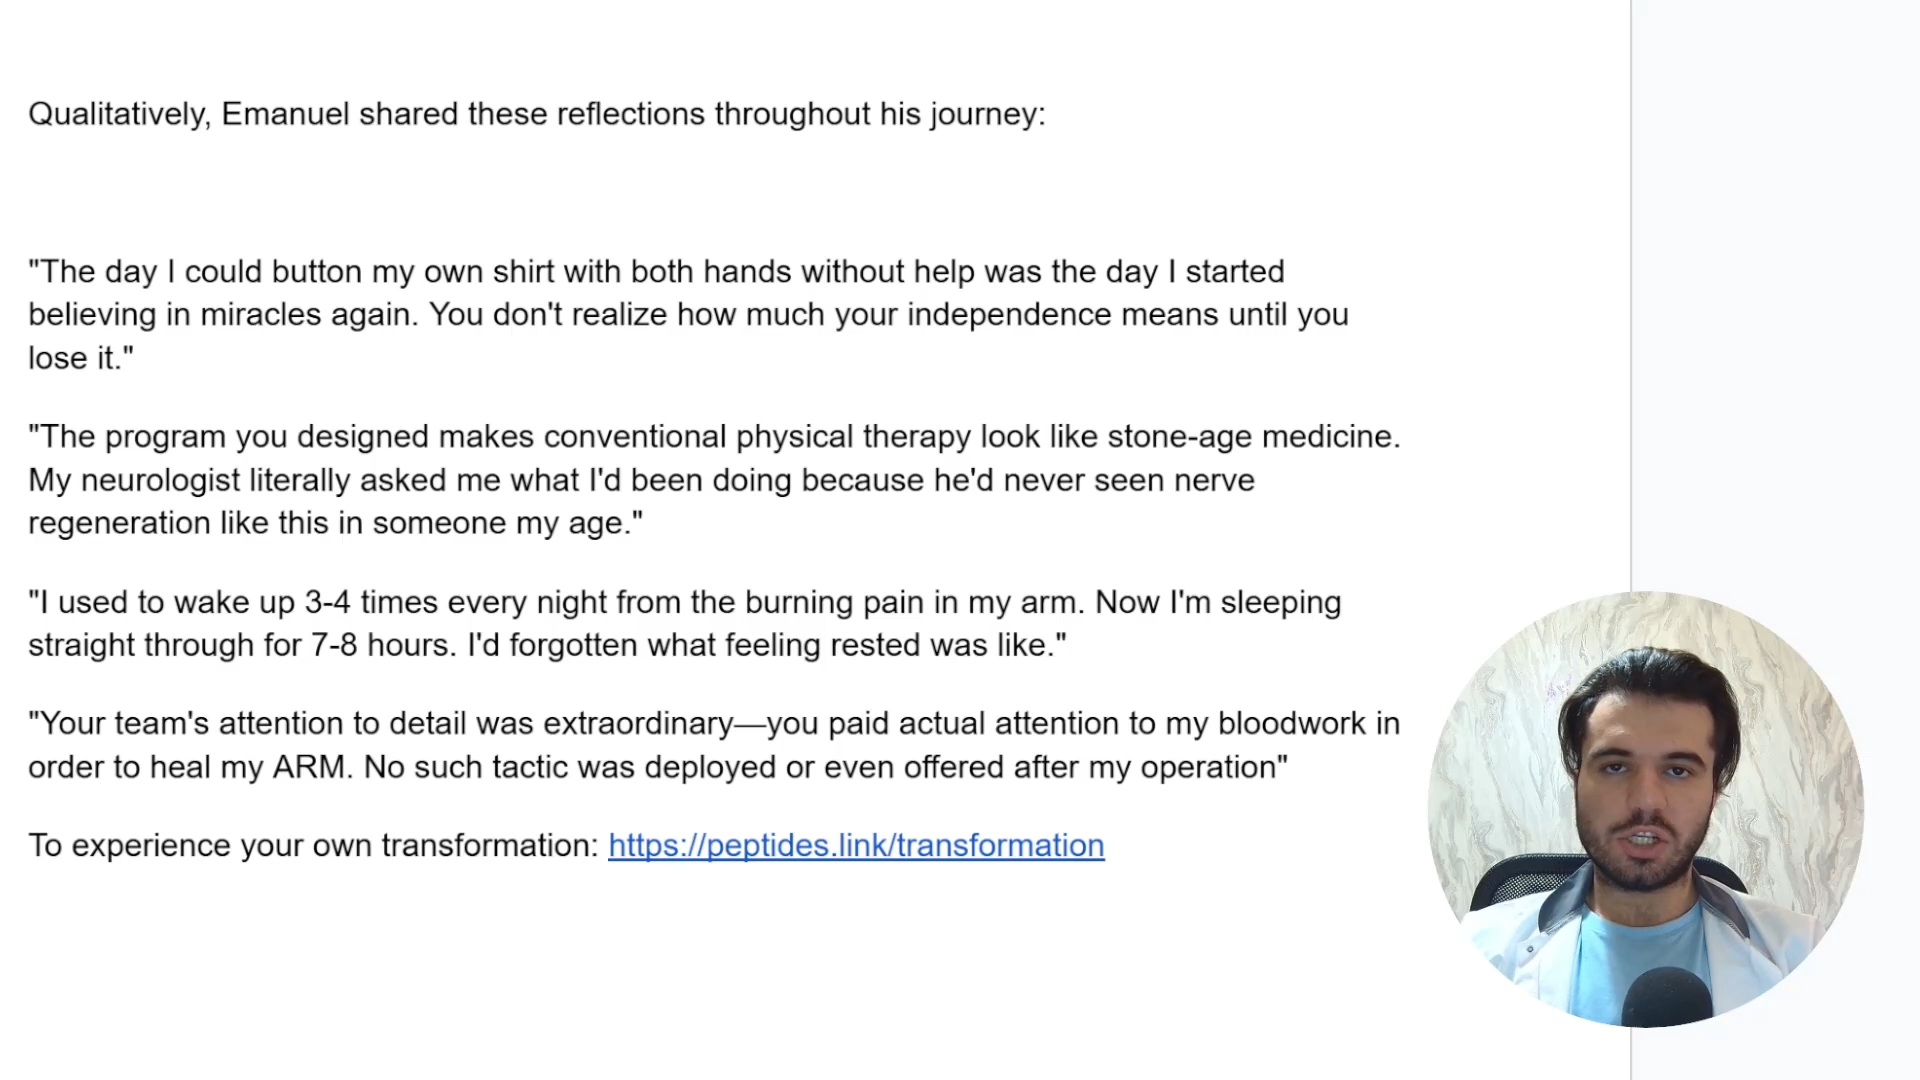 Qualitatively, Emanuel shared these reflections throughout his journey:
"The day I could button my own shirt with both hands without help was the day I started
believing in miracles again. You don't realize how much your independence means until you
lose it."
"The program you designed makes conventional physical therapy look like stone-age medicine.
My neurologist literally asked me what I'd been doing because he'd never seen nerve
regeneration like this in someone my age."
"I used to wake up 3-4 times every night from the burning pain in my arm. Now I'm sleeping
straight through for 7-8 hours. I'd forgotten what feeling rested was like."
"Your team's attention to detail was extraordinary—you paid actual attention to my bloodwork in
order to heal my ARM. No such tactic was deployed or even offered after my operation"
To experience your own transformation: https://peptides.link/transformation